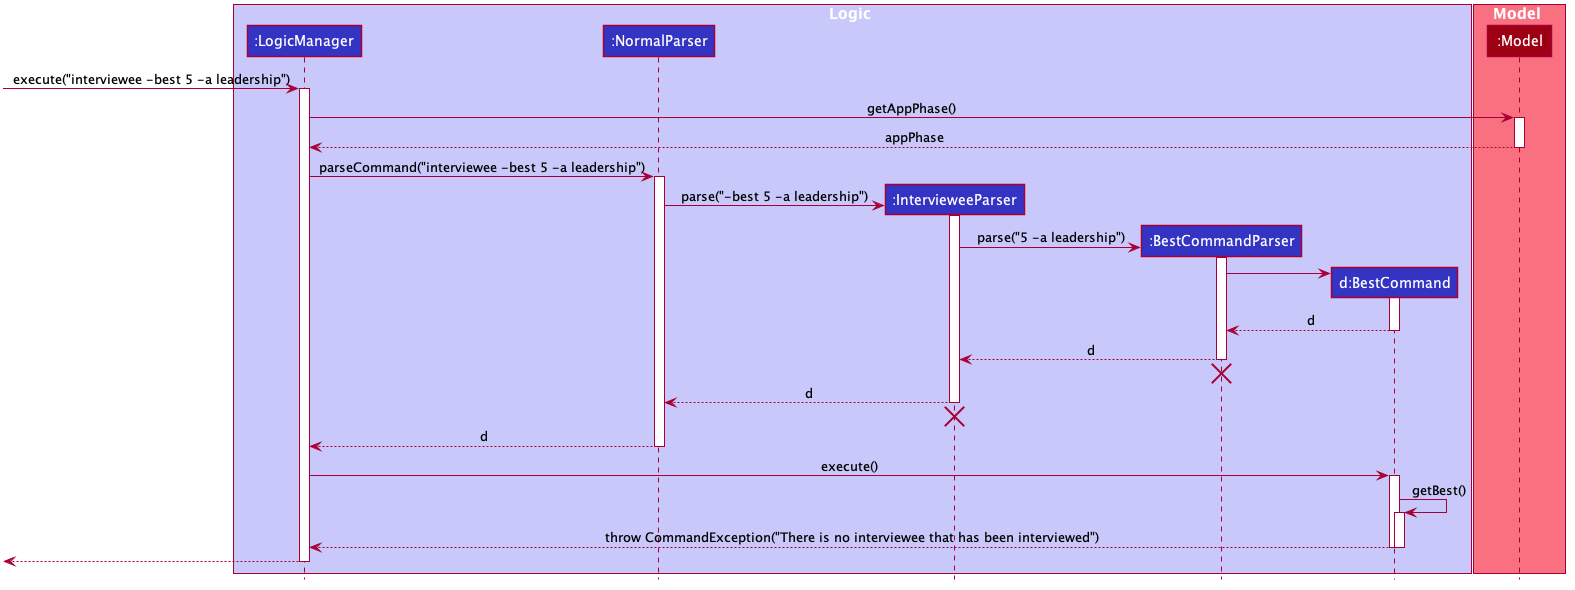 Logic
Model
:LogicManager
:NormalParser
:Model
execute("interviewee -best 5 -a leadership")
getAppPhase()
appPhase
parseCommand("interviewee -best 5 -a leadership")
parse("-best 5 -a leadership")
:IntervieweeParser
parse("5 -a leadership")
:BestCommandParser
d:BestCommand
d
d
d
d
execute()
getBest()
throw CommandException("There is no interviewee that has been interviewed")